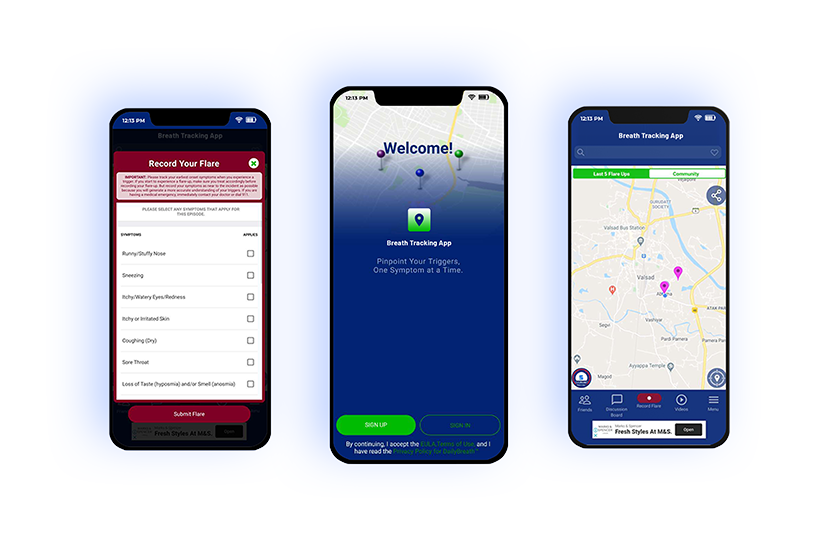 12:13 PM
Breath Tracking App
Record Your Flare
IMPORTANT: Please track your earliest onset symptoms when you experience a
trigger. If you start to experience a flare-up, make sure you treat accordingly before
recording your flare-up. But record your symptoms as near to the incident as possible
because you will generate a more accurate understanding of your triggers. If you are
having a medical emergency, immediately contact your doctor or dial 911.
PLEASE SELECT ANY SYMPTOMS THAT APPLY FOR
THIS EPISODE.
SYMPTOMS APPLIES
Runny/Stuffy Nose
Sneezing
Itchy/Watery Eyes/Redness
Itchy or Irritated Skin
Coughing (Dry)
Sore Throat
Loss of Taste (hyposmia) and/or Smell (anosmia)
Submit Flare
Marks & Spencer
Fresh Styles At M&S.
Open
12:13 PM
Welcome!
Breath Tracking App
Pinpoint Your Triggers,
One Symptom at a Time.
SIGN UP
SIGN IN
By continuing, I accept the EULA,Terms of Use, and I
have read the Privacy Policy for DailyBreath™
12:13 PM
Breath Tracking App
Last 5 Flare Ups
Community
GURUBATT
SOCIETY
Valsad Bus Station
Valsad
ATAR PAR
Vashiyar
Segvi
Pardi Parnera
Parnera Par
Ayyappa Temple
Magod
Friends
Discussion
Board
Record Flare
Videos
Menu
Marks & Spencer
Fresh Styles At M&S.
Open